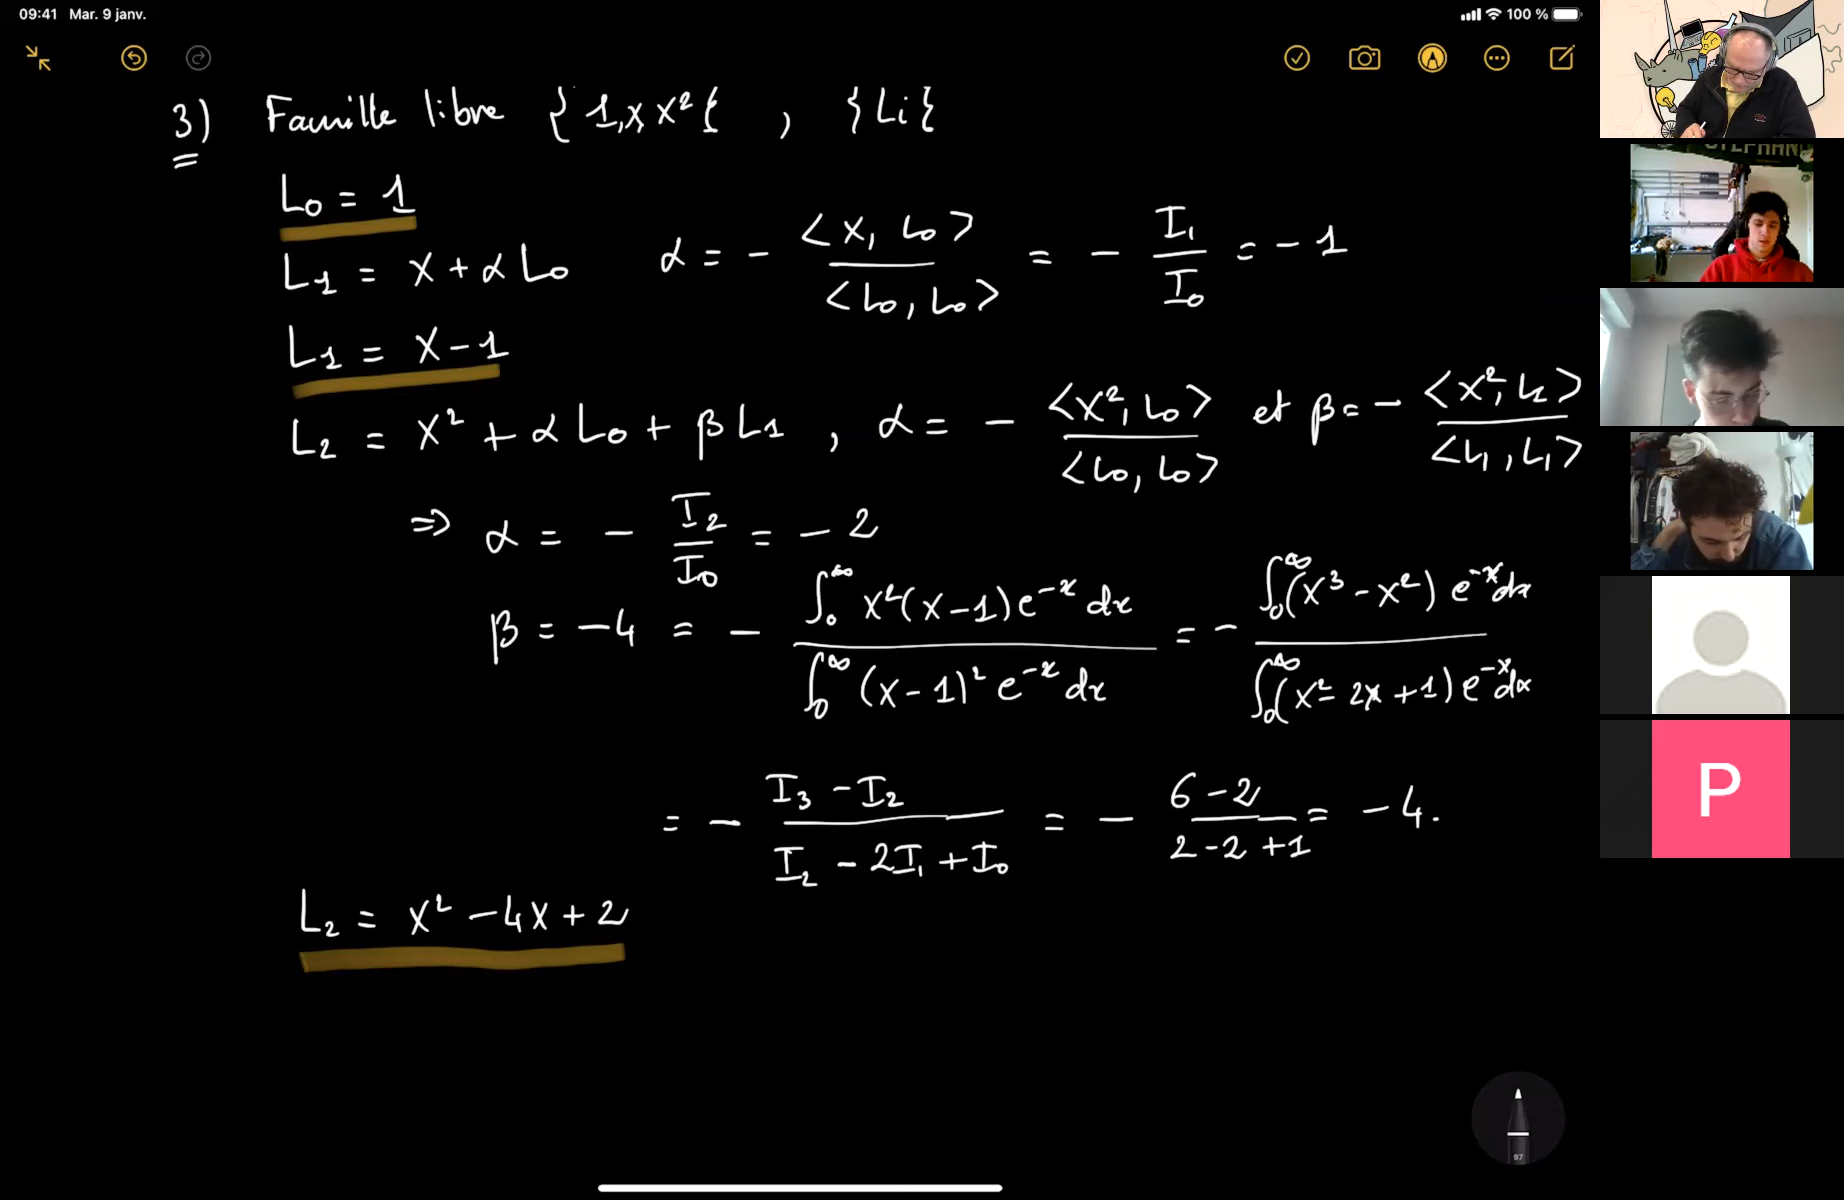 09:41 Mar. 9 janv. 100 %
3) Famille libre { 1, x x² { , } Li {
L₀ = 1
L₁ = x + α L₀ α = - <x, L₀> / <L₀, L₀> = - I₁ / I₀ = - 1
L₁ = x - 1
L₂ = x² + α L₀ + β L₁ , α = - <x², L₀> / <L₀, L₀> et β = - <x², L₁> / <L₁, L₁>
⇒ α = - I₂ / I₀ = - 2
β = - 4 = - ∫₀^∞ x²(x-1) e^-x dx / ∫₀^∞ (x-1)² e^-x dx = - ∫₀^∞ (x³ - x²) e^-x dx / ∫₀^∞ (x² - 2x + 1) e^-x dx
= - I₃ - I₂ / I₂ - 2I₁ + I₀ = - 6 - 2 / 2 - 2 + 1 = - 4.
L₂ = x² - 4x + 2
P
97